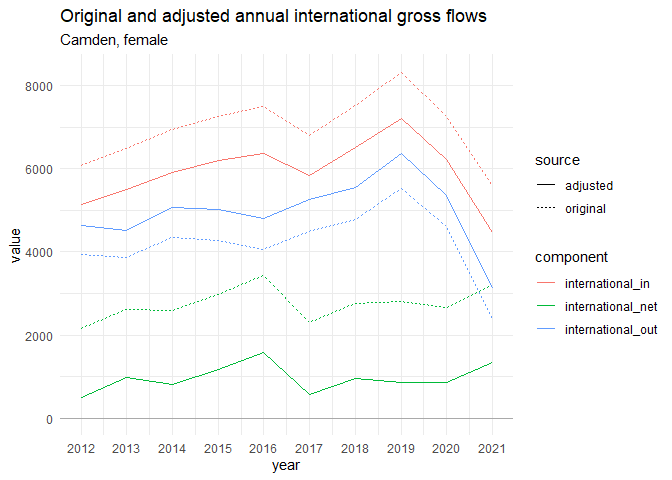 Original and adjusted annual international gross flows
Camden, female
8000
6000
4000
2000
0
value
2012 2013 2014 2015 2016 2017 2018 2019 2020 2021
year
source
adjusted
original
component
international_in
international_net
international_out